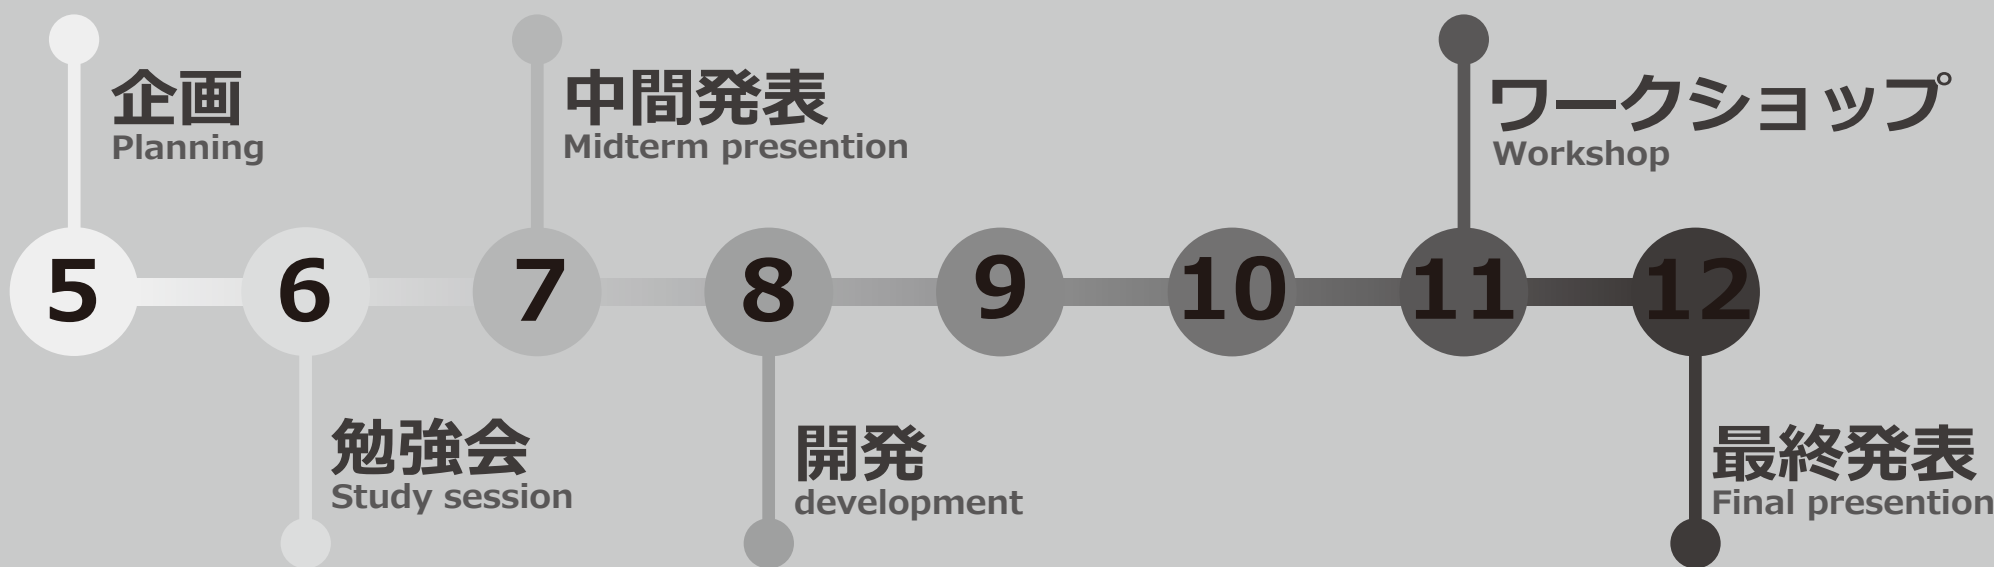 企画
Planning
中間発表
Midterm presention
ワークショップ
Workshop
5 6 7 8 9 10 11 12
勉強会
Study session
開発
development
最終発表
Final presention